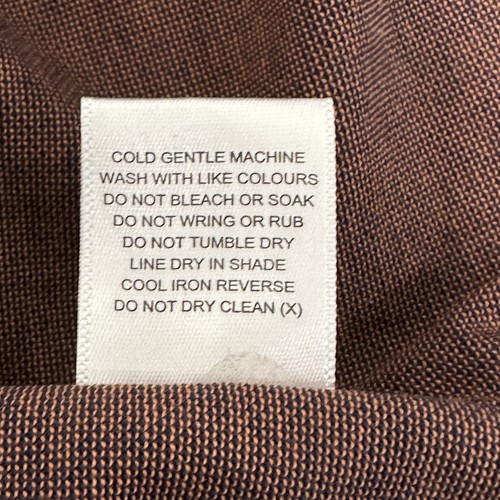 COLD GENTLE MACHINE
WASH WITH LIKE COLOURS
DO NOT BLEACH OR SOAK
DO NOT WRING OR RUB
DO NOT TUMBLE DRY
LINE DRY IN SHADE
COOL IRON REVERSE
DO NOT DRY CLEAN (X)